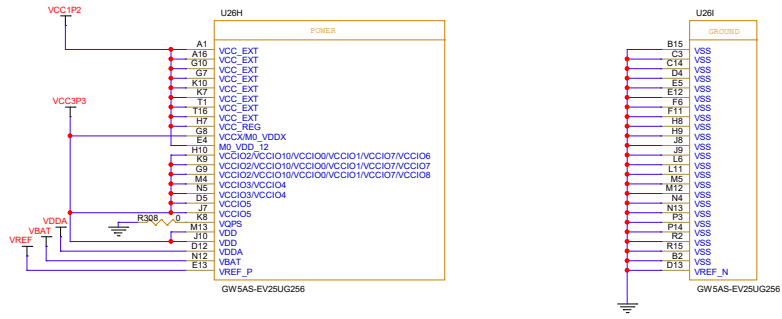 VCC1P2
U26H
POWER
A1 VCC_EXT
A16 VCC_EXT
G10 VCC_EXT
G7 VCC_EXT
K10 VCC_EXT
K7 VCC_EXT
T1 VCC_EXT
T16 VCC_EXT
H7 VCC_REG
VCC3P3
G8 VCCX/M0_VDDX
E4 M0_VDD_12
H10 VCCIO2/VCCIO10/VCCIO0/VCCIO1/VCCIO7/VCCIO6
K9 VCCIO2/VCCIO10/VCCIO0/VCCIO1/VCCIO7/VCCIO7
G9 VCCIO2/VCCIO10/VCCIO0/VCCIO1/VCCIO7/VCCIO8
M4 VCCIO3/VCCIO4
N5 VCCIO3/VCCIO4
D5 VCCIO5
J7 VCCIO5
R308 0 K8 VQPS
M13 VDD
J10 VDD
VDDA D12 VDDA
VBAT N12 VBAT
VREF E13 VREF_P
GW5AS-EV25UG256
U26I
GROUND
B15 VSS
C3 VSS
C14 VSS
D4 VSS
E5 VSS
E12 VSS
F6 VSS
F11 VSS
H8 VSS
H9 VSS
J8 VSS
J9 VSS
L6 VSS
L11 VSS
M5 VSS
M12 VSS
N4 VSS
N13 VSS
P3 VSS
P14 VSS
R2 VSS
R15 VSS
B2 VSS
D13 VREF_N
GW5AS-EV25UG256